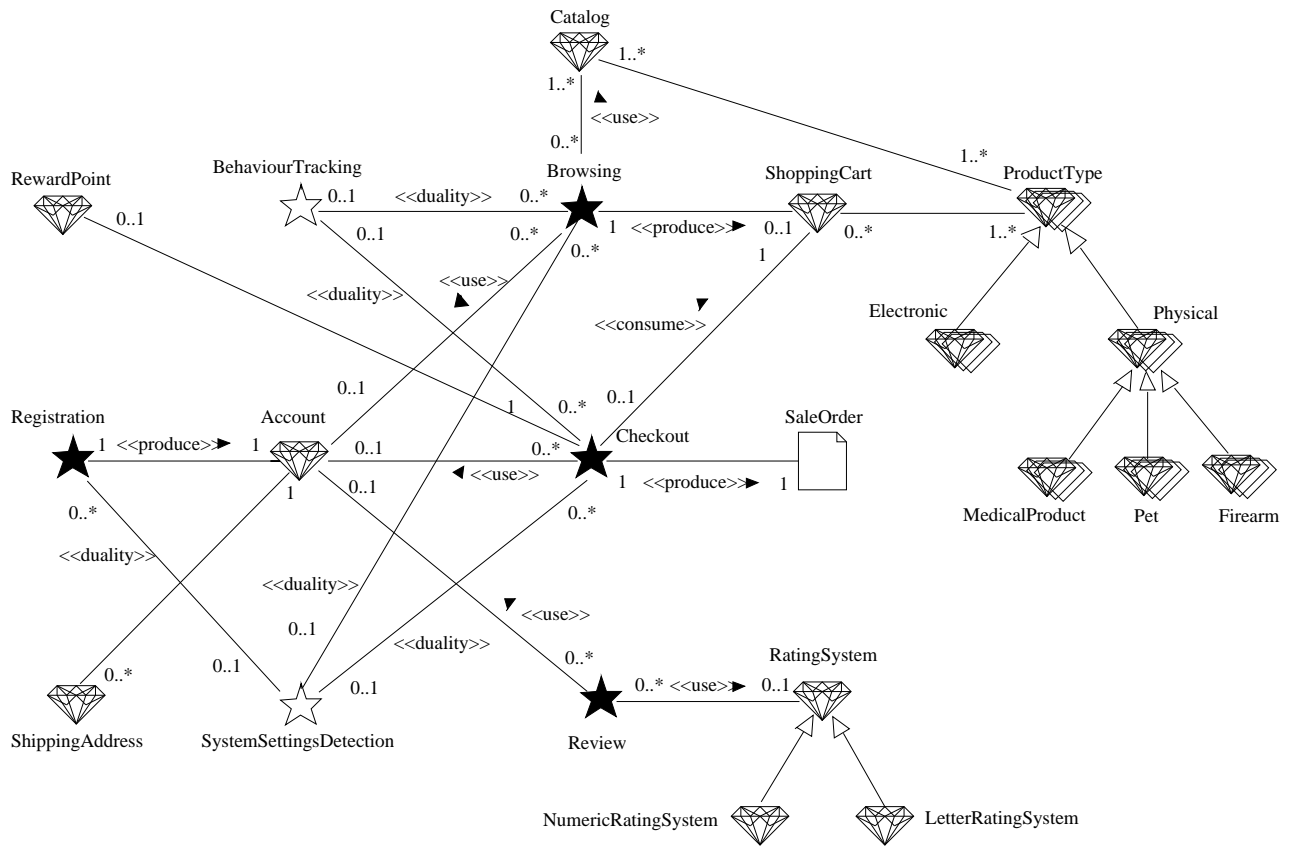 Catalog
1..*
1..*
<<use>>
0..*
1..*
BehaviourTracking
Browsing
ShoppingCart
ProductType
RewardPoint
0..1
<<duality>>
0..*
0..1
0..1
0..*
1
<<produce>>
0..1
0..*
1..*
0..*
1
<<use>>
<<duality>>
<<consume>>
Electronic
Physical
0..1
0..1
1
0..*
Registration
Account
Checkout
SaleOrder
1
<<produce>>
1
0..1
0..*
<<use>>
1
<<produce>>
1
1
0..1
0..*
0..*
MedicalProduct
Pet
Firearm
<<duality>>
<<duality>>
<<use>>
0..1
<<duality>>
0..*
0..1
0..*
0..1
RatingSystem
0..*
<<use>>
0..1
ShippingAddress
SystemSettingsDetection
Review
NumericRatingSystem
LetterRatingSystem